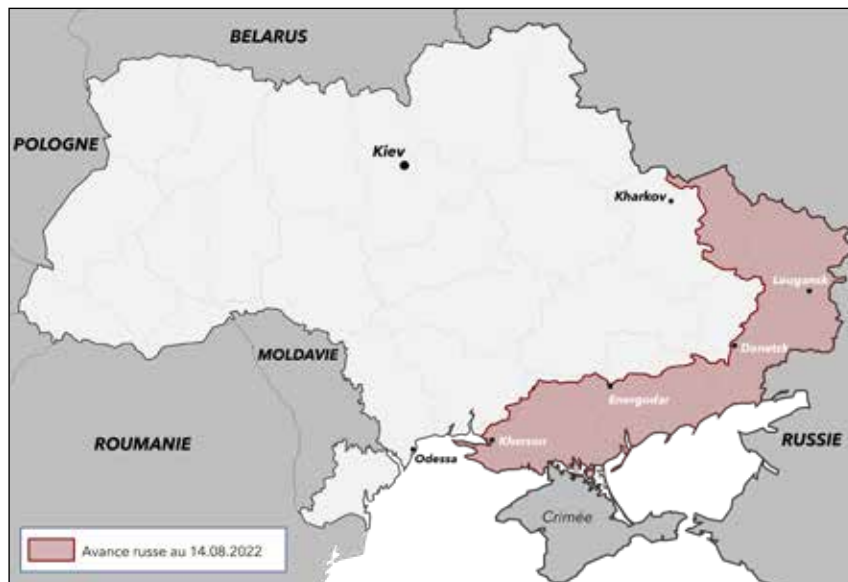 BELARUS
POLOGNE
Kiev
Kharkov
Lougansk
MOLDAVIE
Donetsk
Energodar
ROUMANIE
Kherson
RUSSIE
Odessa
Crimée
Avance russe au 14.08.2022